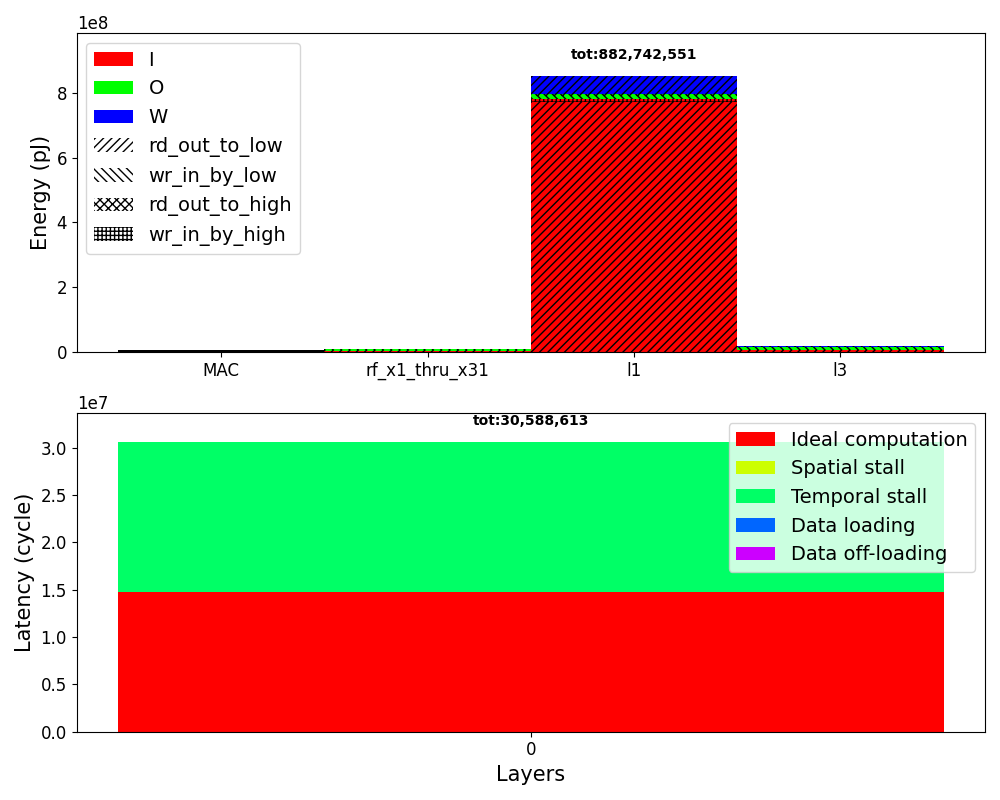 1e8
tot:882,742,551
I
O
W
rd_out_to_low
wr_in_by_low
rd_out_to_high
wr_in_by_high
Energy (pJ)
8
6
4
2
0
MAC
rf_x1_thru_x31
l1
l3
1e7
tot:30,588,613
Ideal computation
Spatial stall
Temporal stall
Data loading
Data off-loading
Latency (cycle)
3.0
2.5
2.0
1.5
1.0
0.5
0.0
0
Layers